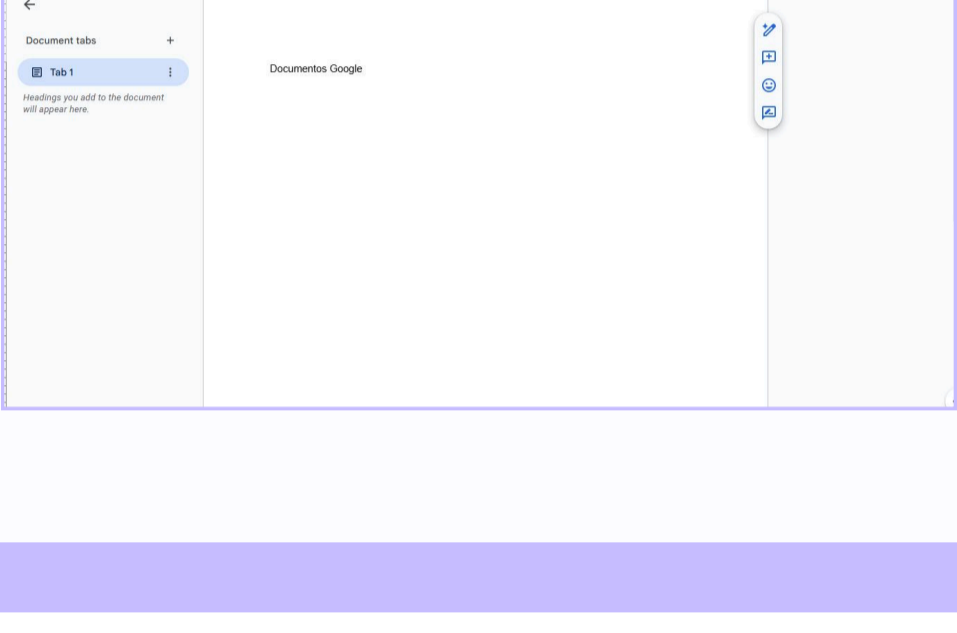 Document tabs
Tab 1
Headings you add to the document
will appear here.
Documentos Google